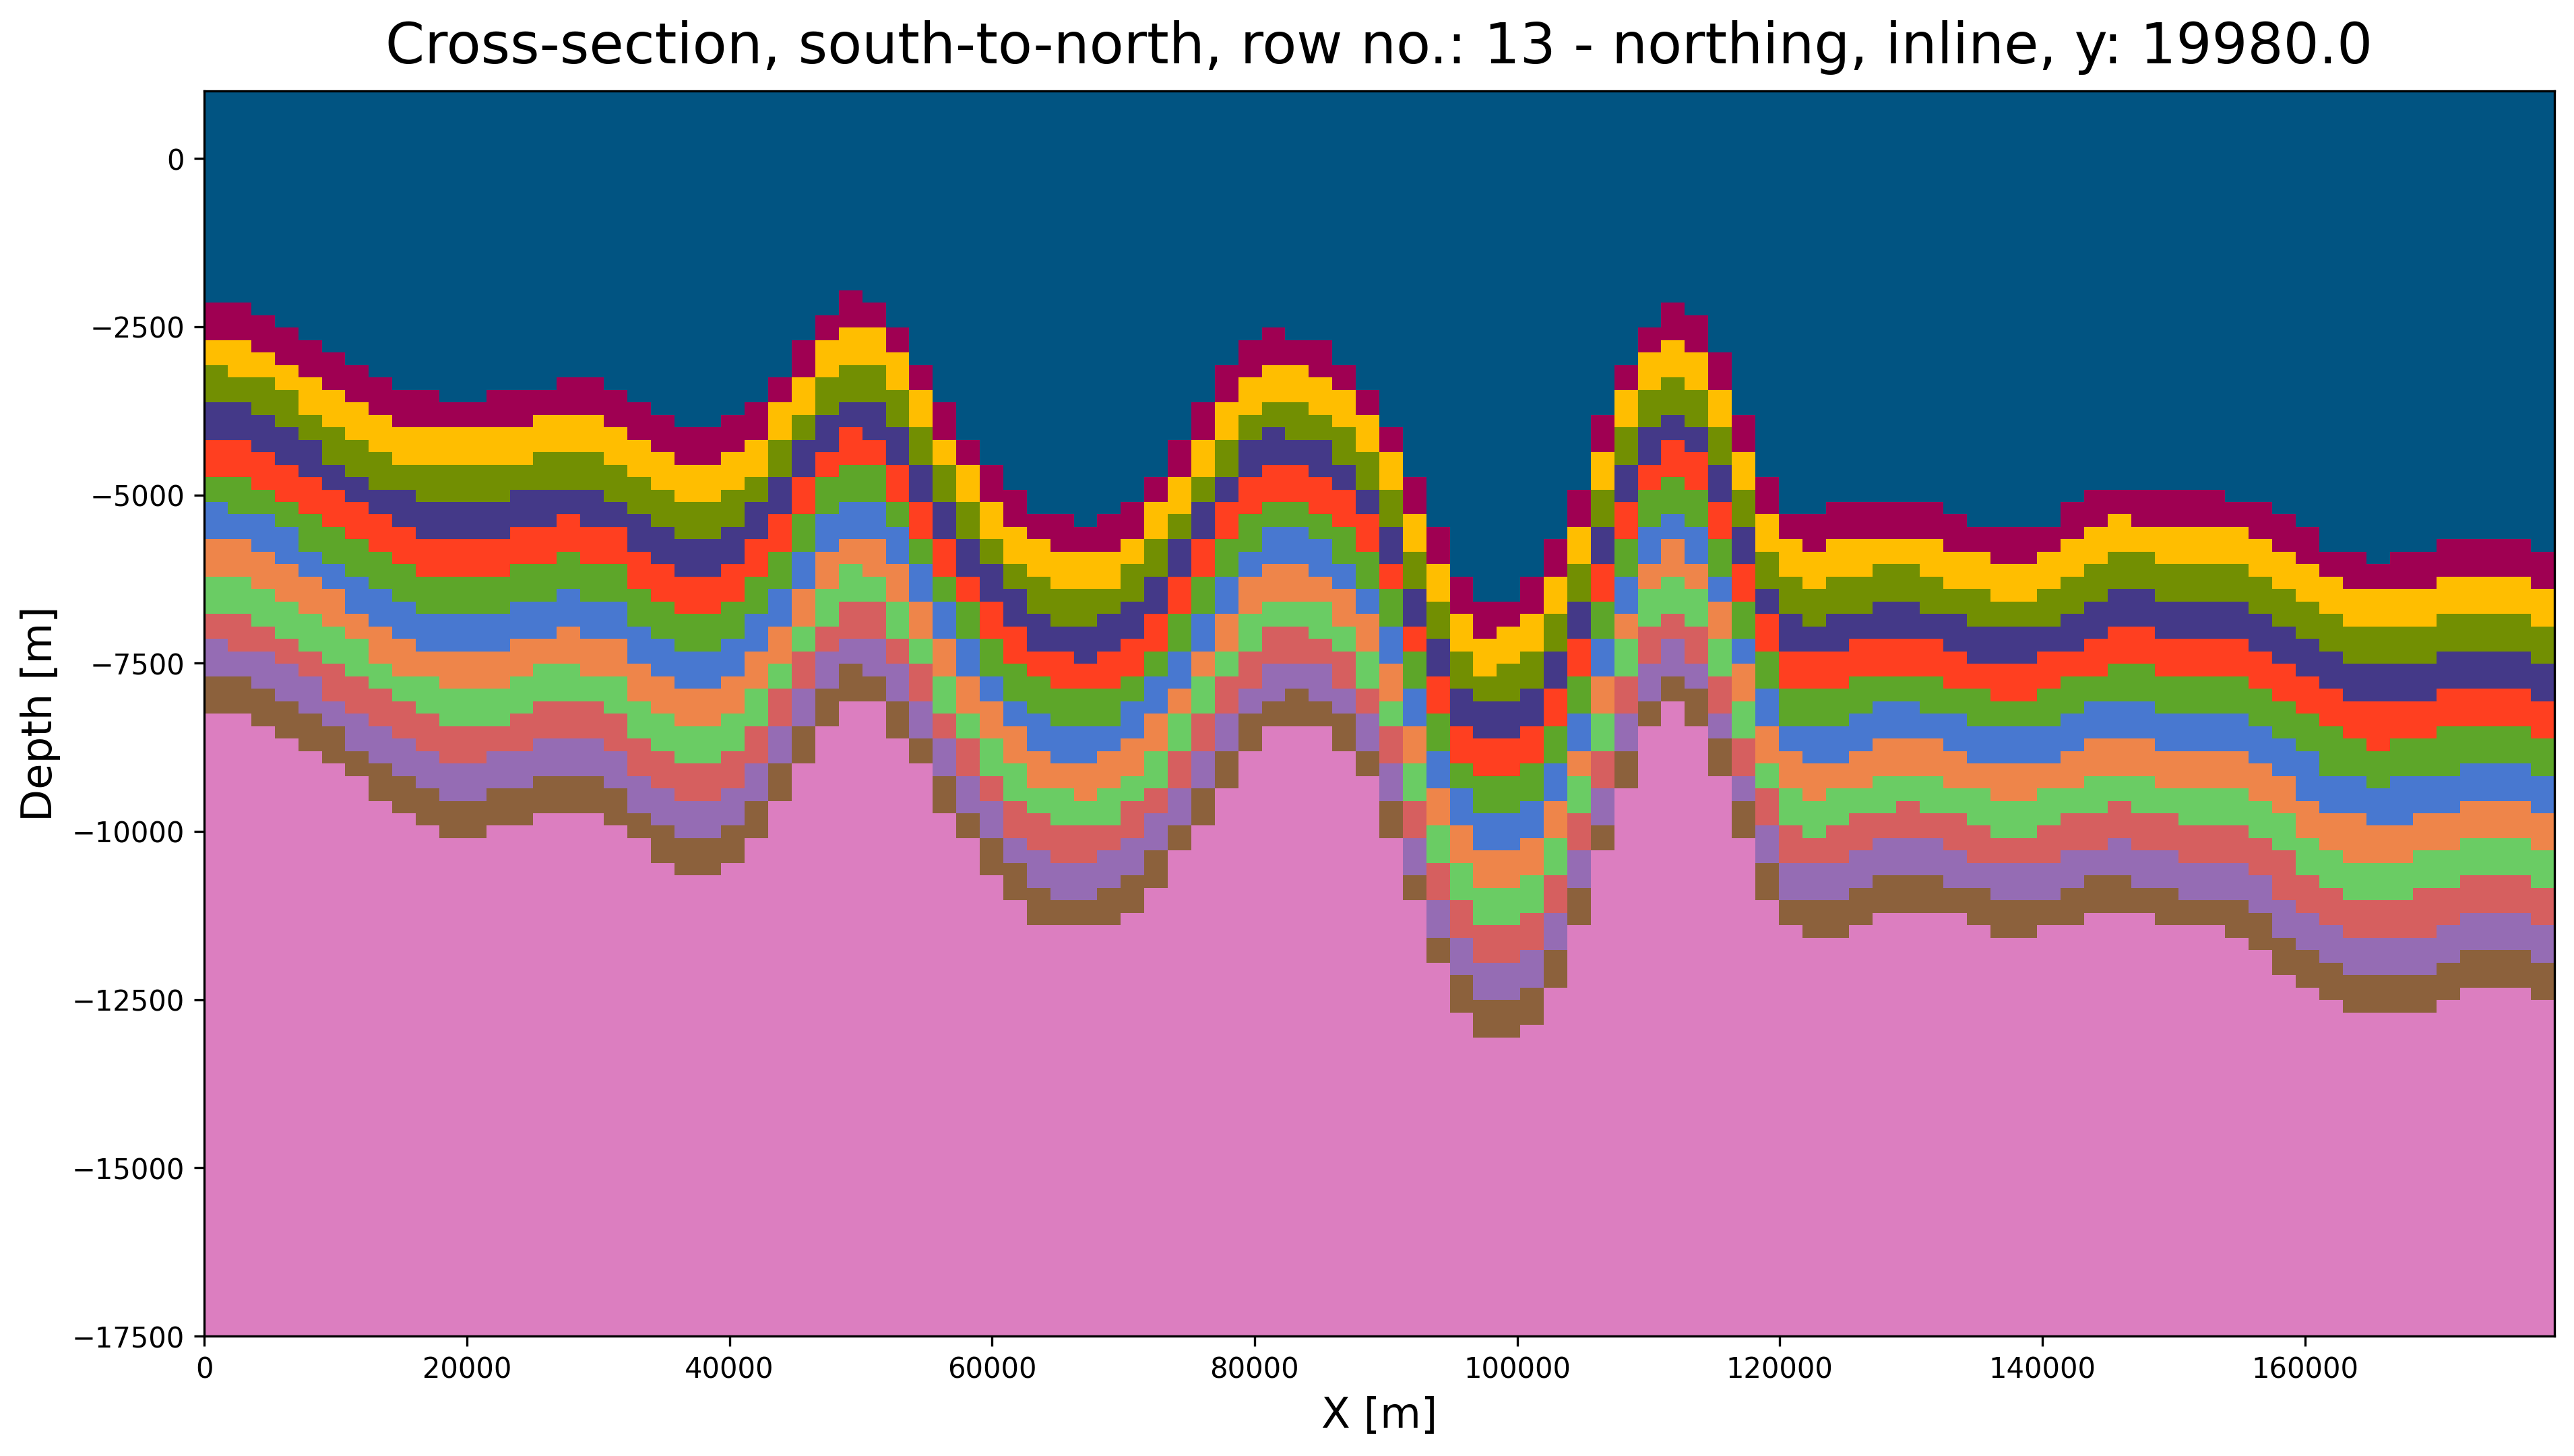 Cross-section, south-to-north, row no.: 13 - northing, inline, y: 19980.0
0
−2500
−5000
−7500
−10000
−12500
−15000
−17500
Depth [m]
0 20000 40000 60000 80000 100000 120000 140000 160000
X [m]